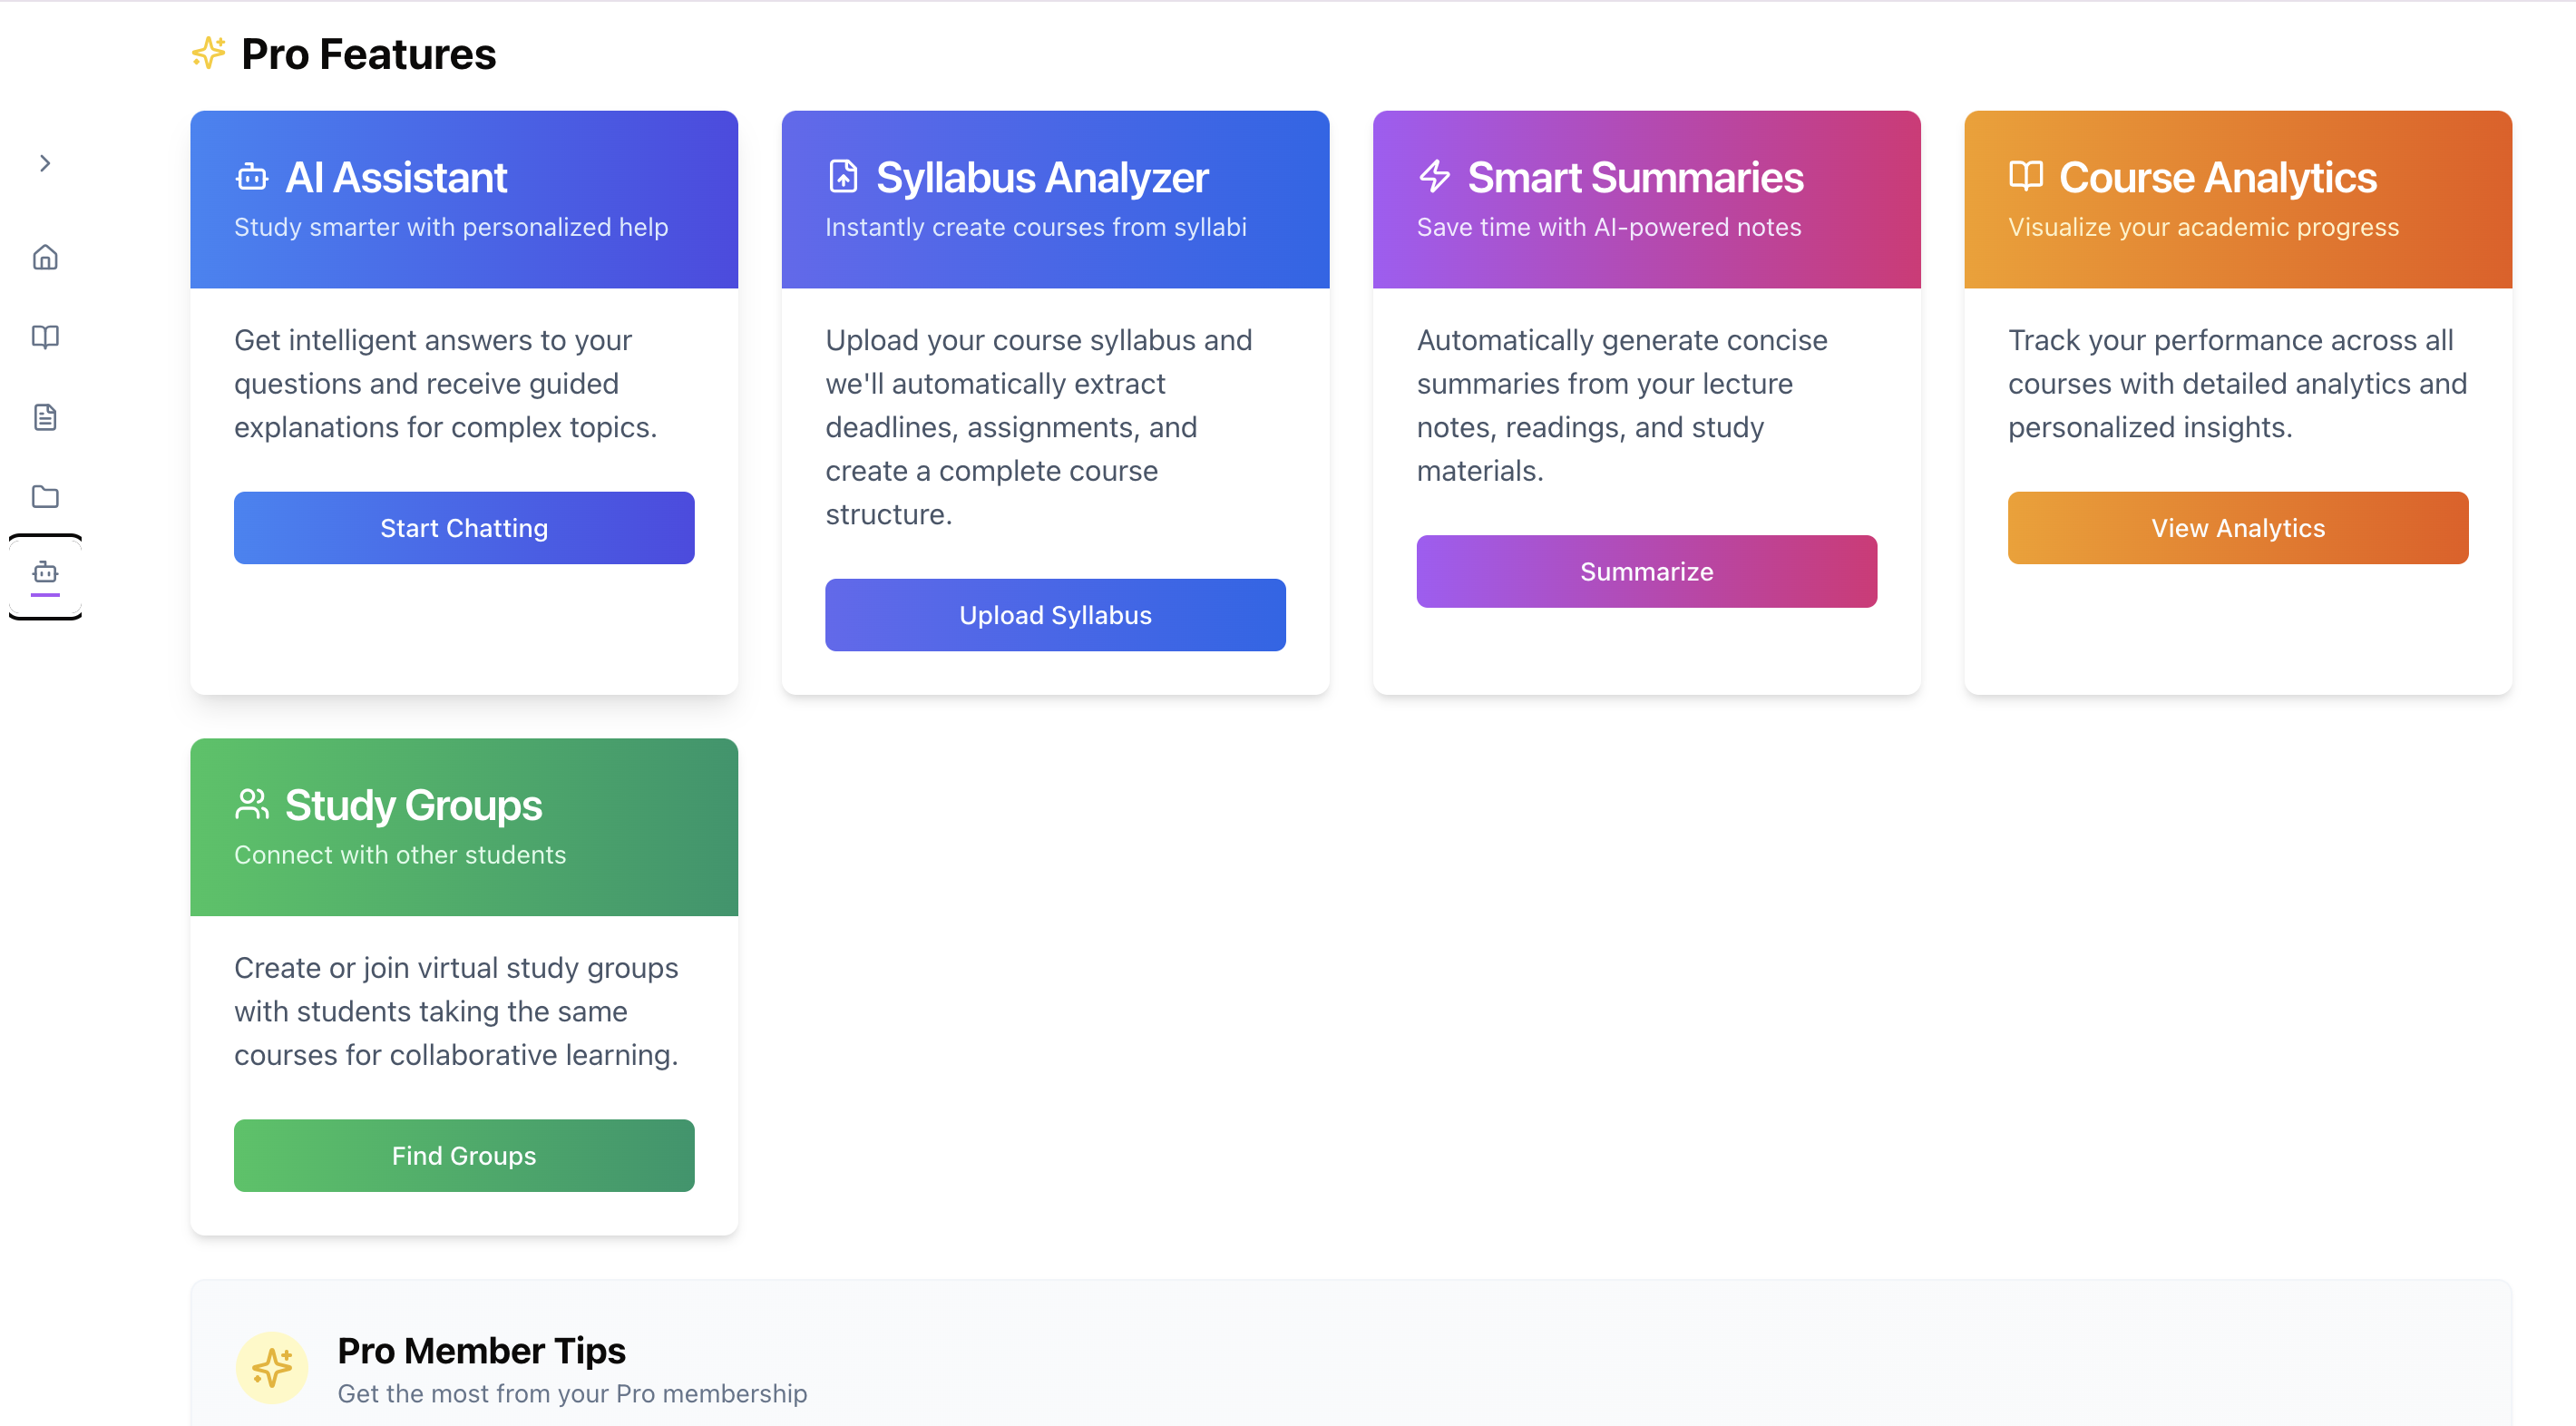 Pro Features
AI Assistant
Study smarter with personalized help
Get intelligent answers to your
questions and receive guided
explanations for complex topics.
Start Chatting
Syllabus Analyzer
Instantly create courses from syllabi
Upload your course syllabus and
we'll automatically extract
deadlines, assignments, and
create a complete course
structure.
Upload Syllabus
Smart Summaries
Save time with AI-powered notes
Automatically generate concise
summaries from your lecture
notes, readings, and study
materials.
Summarize
Course Analytics
Visualize your academic progress
Track your performance across all
courses with detailed analytics and
personalized insights.
View Analytics
Study Groups
Connect with other students
Create or join virtual study groups
with students taking the same
courses for collaborative learning.
Find Groups
Pro Member Tips
Get the most from your Pro membership